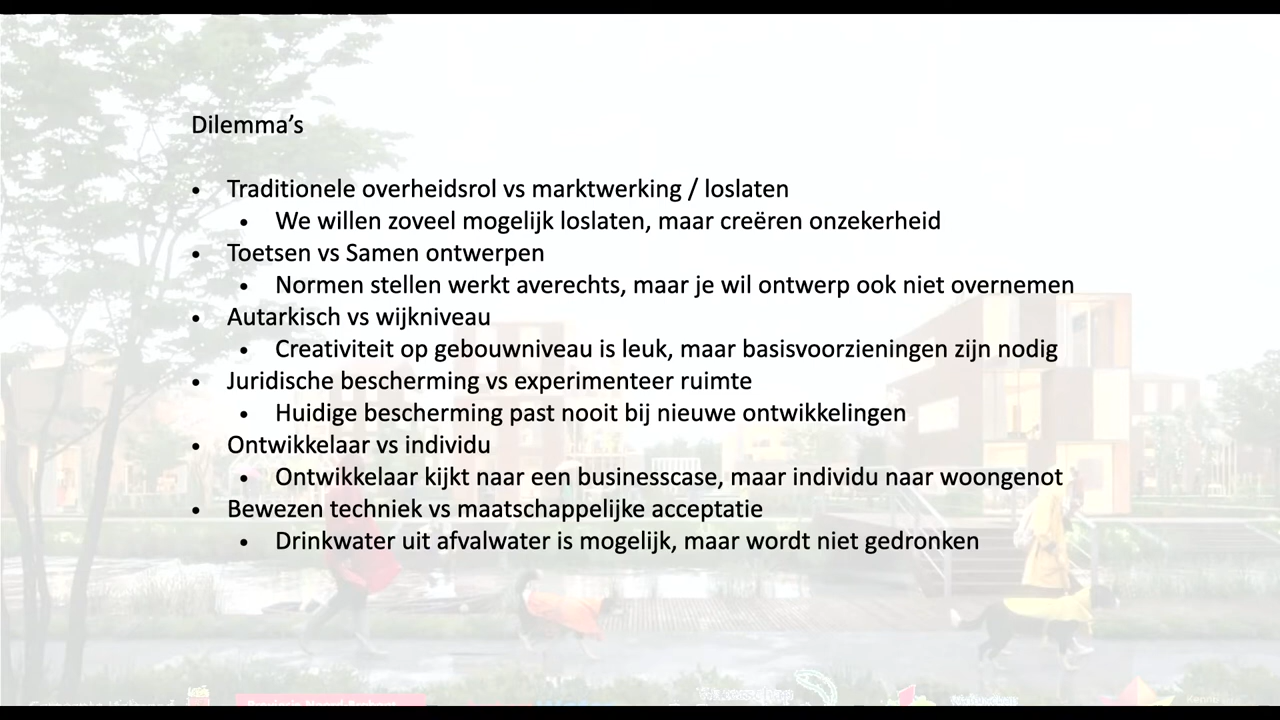 Dilemma's
• Traditionele overheidsrol vs marktwerking / loslaten
• We willen zoveel mogelijk loslaten, maar creëren onzekerheid
• Toetsen vs Samen ontwerpen
• Normen stellen werkt averechts, maar je wil ontwerp ook niet overnemen
• Autarkisch vs wijkniveau
• Creativiteit op gebouwniveau is leuk, maar basisvoorzieningen zijn nodig
• Juridische bescherming vs experimenteer ruimte
• Huidige bescherming past nooit bij nieuwe ontwikkelingen
• Ontwikkelaar vs individu
• Ontwikkelaar kijkt naar een businesscase, maar individu naar woongenot
• Bewezen techniek vs maatschappelijke acceptatie
• Drinkwater uit afvalwater is mogelijk, maar wordt niet gedronken